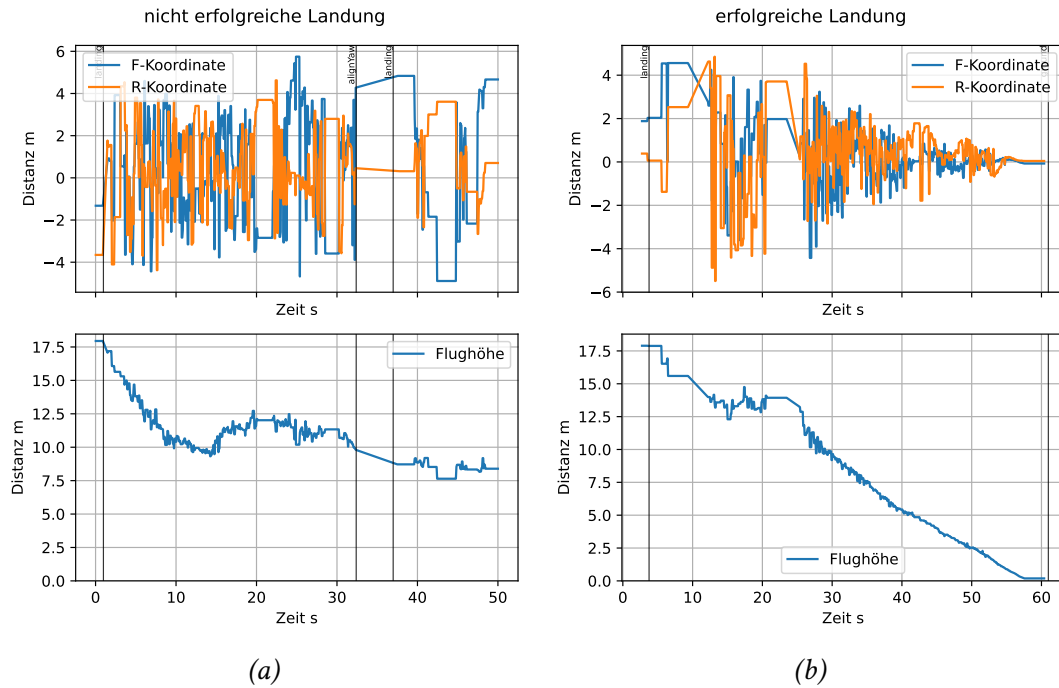 nicht erfolgreiche Landung
6
4
2
0
−2
−4
Distanz m
landing
alignYaw
landing
F-Koordinate
R-Koordinate
Zeit s
17.5
15.0
12.5
10.0
7.5
5.0
2.5
0.0
Distanz m
Flughöhe
0 10 20 30 40 50
Zeit s
(a)
erfolgreiche Landung
4
2
0
−2
−4
−6
Distanz m
landing
F-Koordinate
R-Koordinate
Zeit s
17.5
15.0
12.5
10.0
7.5
5.0
2.5
0.0
Distanz m
Flughöhe
0 10 20 30 40 50 60
Zeit s
(b)